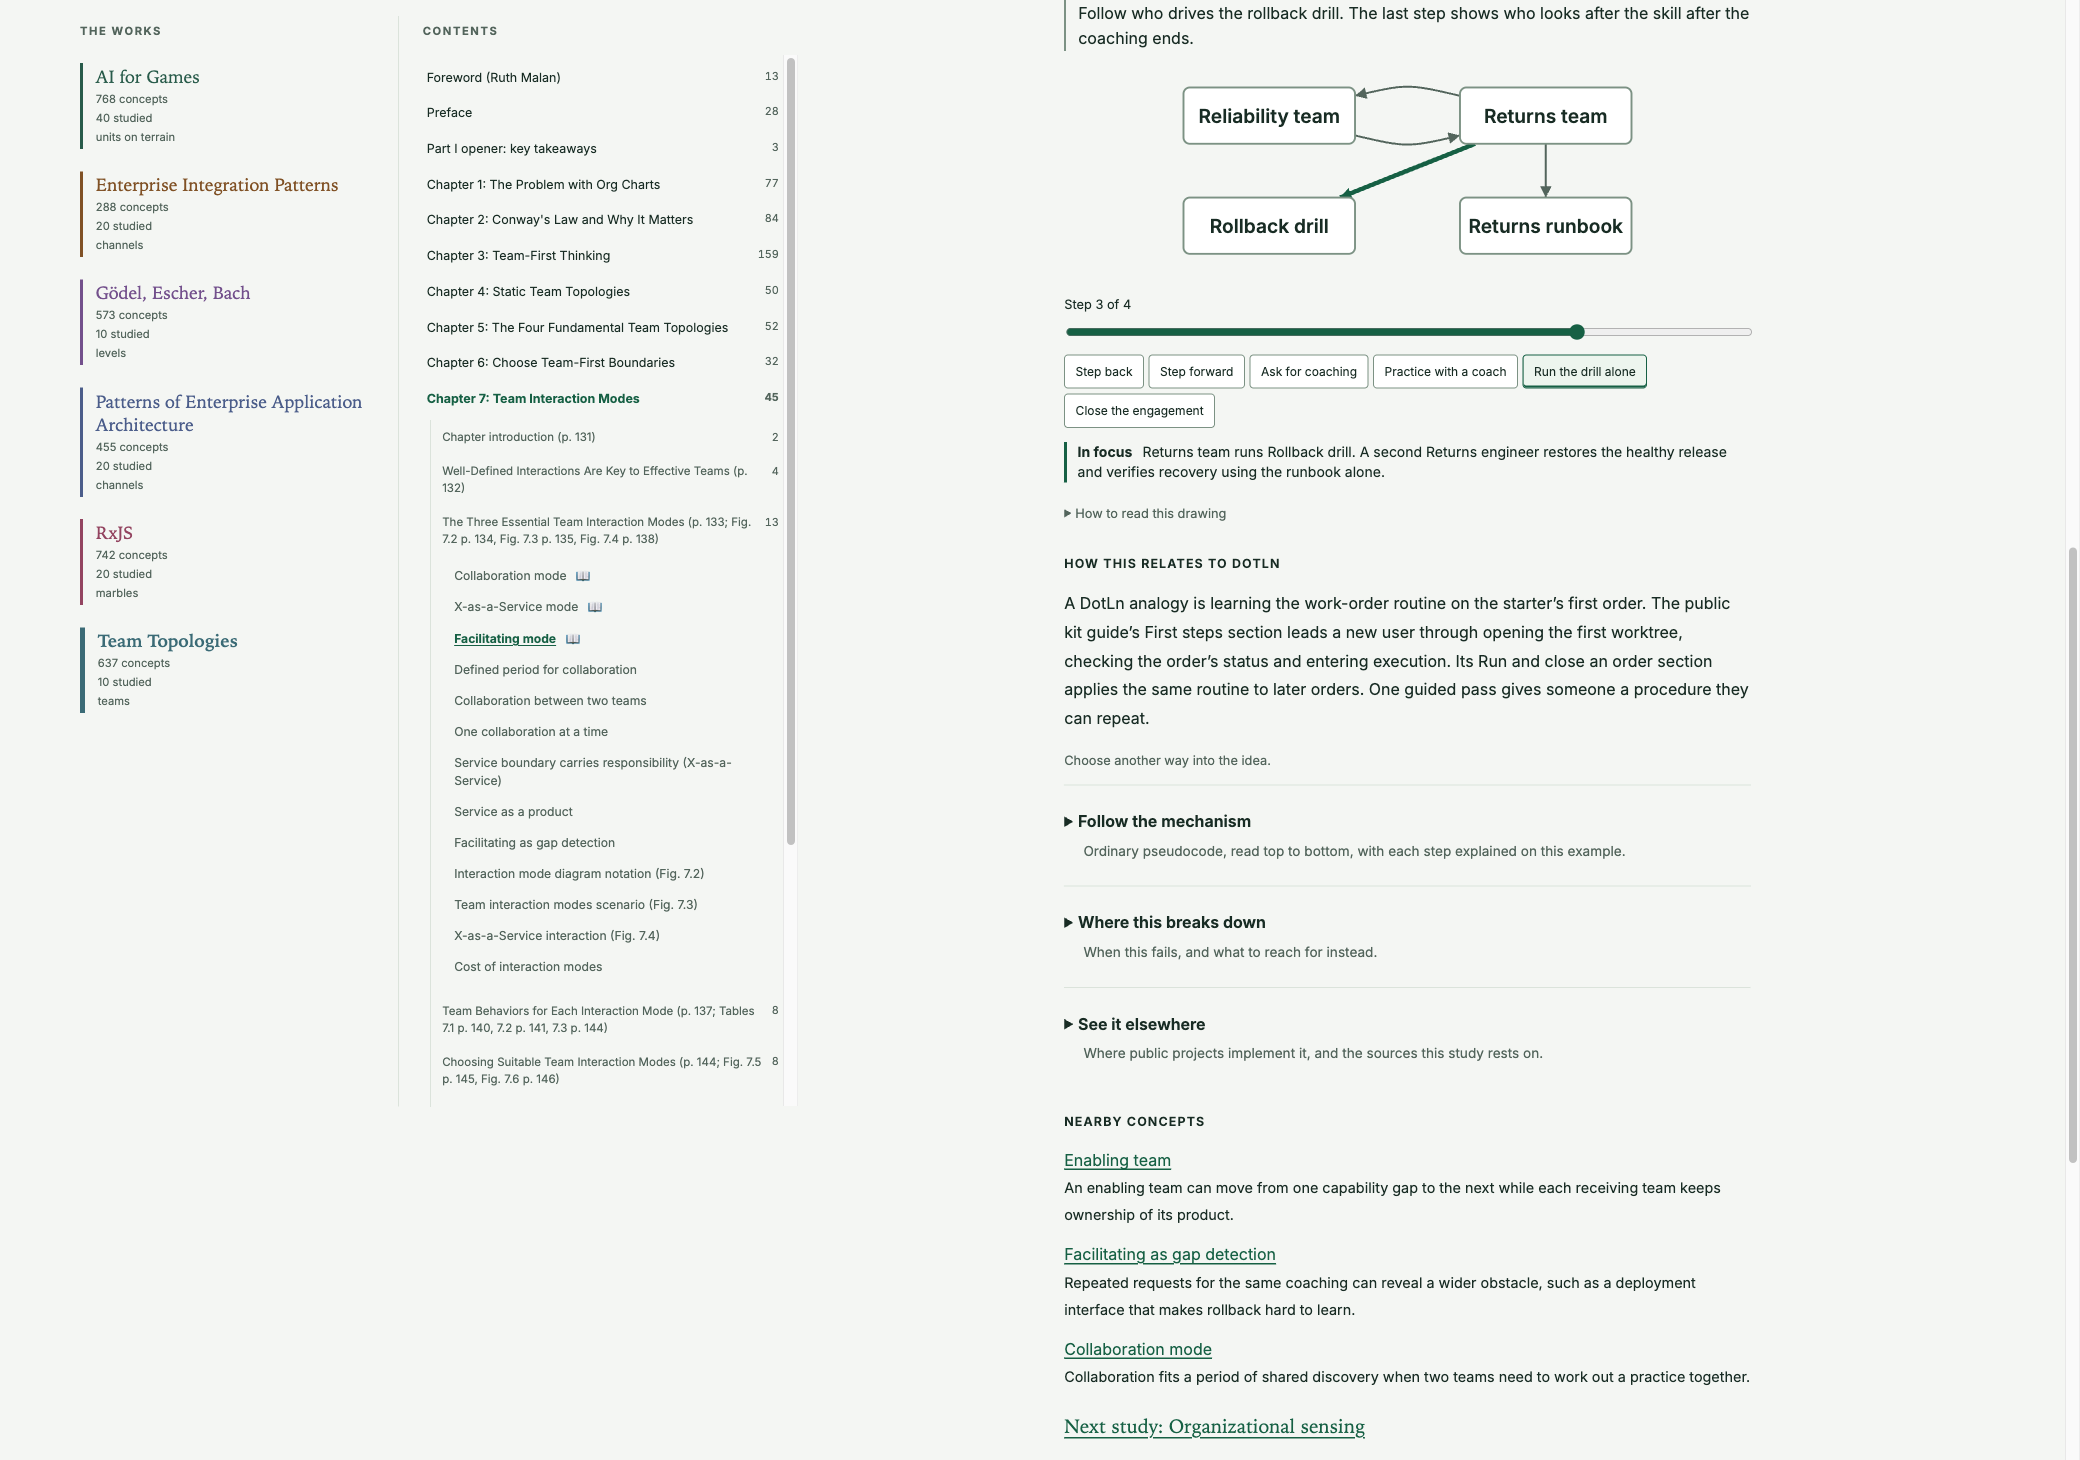 THE WORKS
AI for Games
768 concepts
40 studied
units on terrain
Enterprise Integration Patterns
288 concepts
20 studied
channels
Gödel, Escher, Bach
573 concepts
10 studied
levels
Patterns of Enterprise Application
Architecture
455 concepts
20 studied
channels
RxJS
742 concepts
20 studied
marbles
Team Topologies
637 concepts
10 studied
teams
CONTENTS
Foreword (Ruth Malan) 13
Preface 28
Part I opener: key takeaways 3
Chapter 1: The Problem with Org Charts 77
Chapter 2: Conway's Law and Why It Matters 84
Chapter 3: Team-First Thinking 159
Chapter 4: Static Team Topologies 50
Chapter 5: The Four Fundamental Team Topologies 52
Chapter 6: Choose Team-First Boundaries 32
Chapter 7: Team Interaction Modes 45
Chapter introduction (p. 131) 2
Well-Defined Interactions Are Key to Effective Teams (p. 4
132)
The Three Essential Team Interaction Modes (p. 133; Fig. 13
7.2 p. 134, Fig. 7.3 p. 135, Fig. 7.4 p. 138)
Collaboration mode
X-as-a-Service mode
Facilitating mode
Defined period for collaboration
Collaboration between two teams
One collaboration at a time
Service boundary carries responsibility (X-as-a-
Service)
Service as a product
Facilitating as gap detection
Interaction mode diagram notation (Fig. 7.2)
Team interaction modes scenario (Fig. 7.3)
X-as-a-Service interaction (Fig. 7.4)
Cost of interaction modes
Team Behaviors for Each Interaction Mode (p. 137; Tables 8
7.1 p. 140, 7.2 p. 141, 7.3 p. 144)
Choosing Suitable Team Interaction Modes (p. 144; Fig. 7.5 8
p. 145, Fig. 7.6 p. 146)
Follow who drives the rollback drill. The last step shows who looks after the skill after the
coaching ends.
Reliability team
Returns team
Rollback drill
Returns runbook
Step 3 of 4
Step back
Step forward
Ask for coaching
Practice with a coach
Run the drill alone
Close the engagement
In focus Returns team runs Rollback drill. A second Returns engineer restores the healthy release
and verifies recovery using the runbook alone.
How to read this drawing
HOW THIS RELATES TO DOTLN
A DotLn analogy is learning the work-order routine on the starter’s first order. The public
kit guide’s First steps section leads a new user through opening the first worktree,
checking the order’s status and entering execution. Its Run and close an order section
applies the same routine to later orders. One guided pass gives someone a procedure they
can repeat.
Choose another way into the idea.
Follow the mechanism
Ordinary pseudocode, read top to bottom, with each step explained on this example.
Where this breaks down
When this fails, and what to reach for instead.
See it elsewhere
Where public projects implement it, and the sources this study rests on.
NEARBY CONCEPTS
Enabling team
An enabling team can move from one capability gap to the next while each receiving team keeps
ownership of its product.
Facilitating as gap detection
Repeated requests for the same coaching can reveal a wider obstacle, such as a deployment
interface that makes rollback hard to learn.
Collaboration mode
Collaboration fits a period of shared discovery when two teams need to work out a practice together.
Next study: Organizational sensing